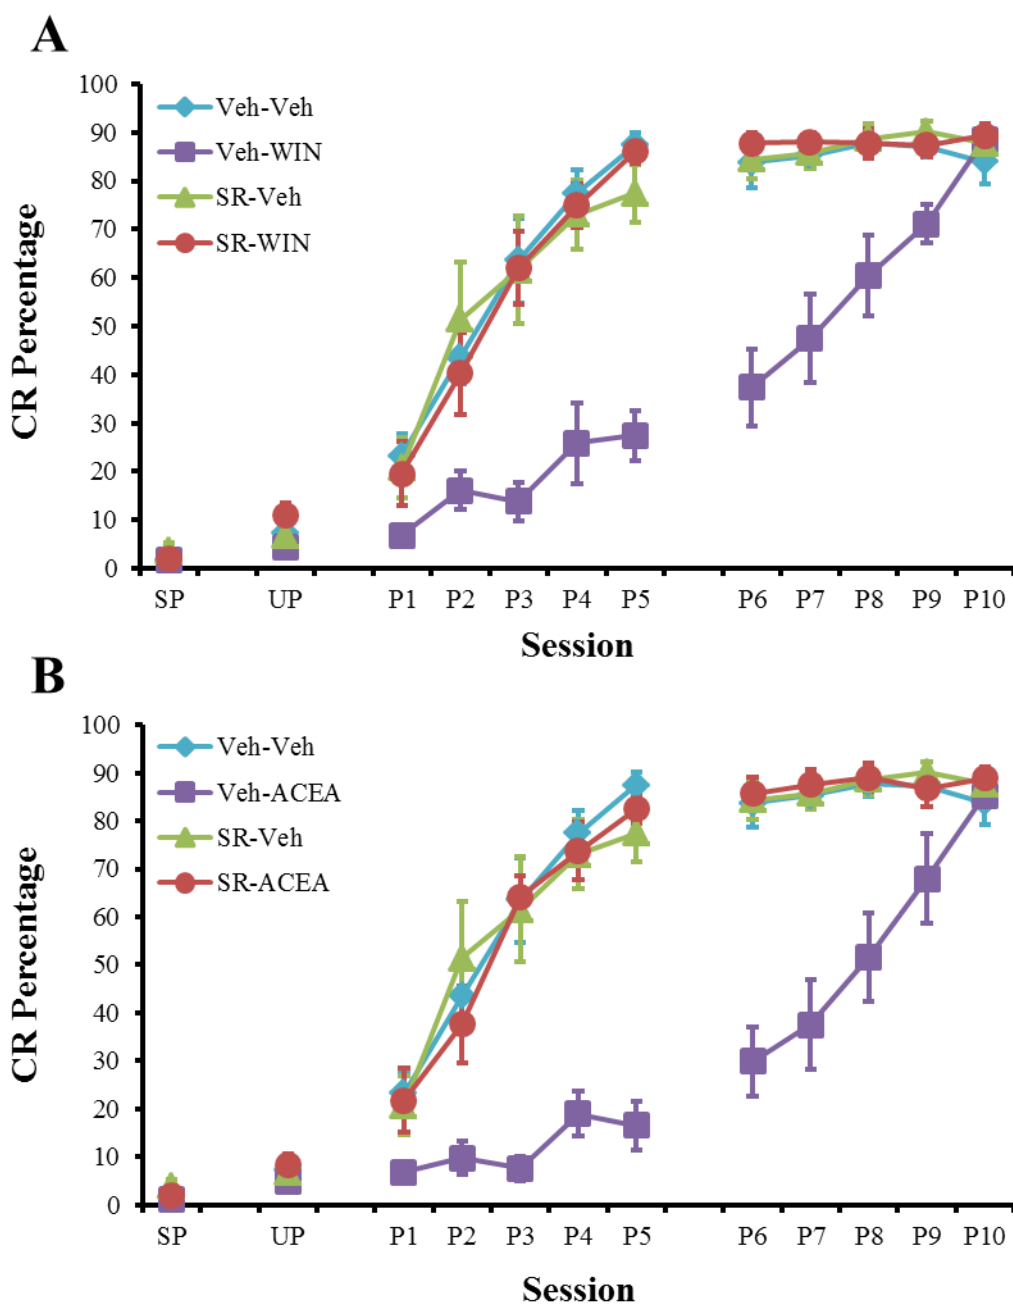 A
100
90
80
70
60
50
40
30
20
10
0
CR Percentage
Veh-Veh
Veh-WIN
SR-Veh
SR-WIN
SP UP P1 P2 P3 P4 P5 P6 P7 P8 P9 P10
Session
B
100
90
80
70
60
50
40
30
20
10
0
CR Percentage
Veh-Veh
Veh-ACEA
SR-Veh
SR-ACEA
SP UP P1 P2 P3 P4 P5 P6 P7 P8 P9 P10
Session